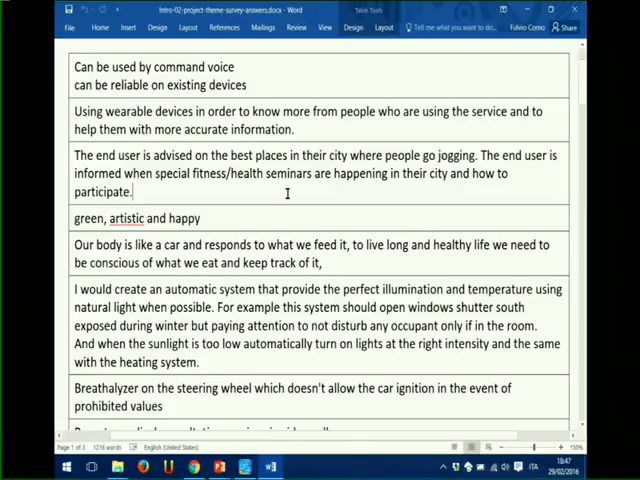 Intro-02-project-theme-survey-answers.docx - Word
Table Tools
File Home Insert Design Layout References Mailings Review View Design Layout Tell me what you want to do... Fulvio Corno Share
Can be used by command voice
can be reliable on existing devices
Using wearable devices in order to know more from people who are using the service and to
help them with more accurate information.
The end user is advised on the best places in their city where people go jogging. The end user is
informed when special fitness/health seminars are happening in their city and how to
participate.
green, artistic and happy
Our body is like a car and responds to what we feed it, to live long and healthy life we need to
be conscious of what we eat and keep track of it,
I would create an automatic system that provide the perfect illumination and temperature using
natural light when possible. For example this system should open windows shutter south
exposed during winter but paying attention to not disturb any occupant only if in the room.
And when the sunlight is too low automatically turn on lights at the right intensity and the same
with the heating system.
Breathalyzer on the steering wheel which doesn't allow the car ignition in the event of
prohibited values
Page 1 of 3 1216 words English (United States) 150%
ITA
18:47
29/02/2016